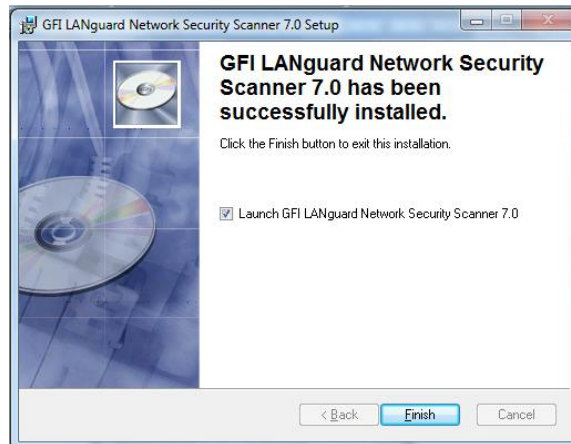 GFI LANguard Network Security Scanner 7.0 Setup
GFI LANguard Network Security
Scanner 7.0 has been
successfully installed.
Click the Finish button to exit this installation.
Launch GFI LANguard Network Security Scanner 7.0
< Back
Finish
Cancel